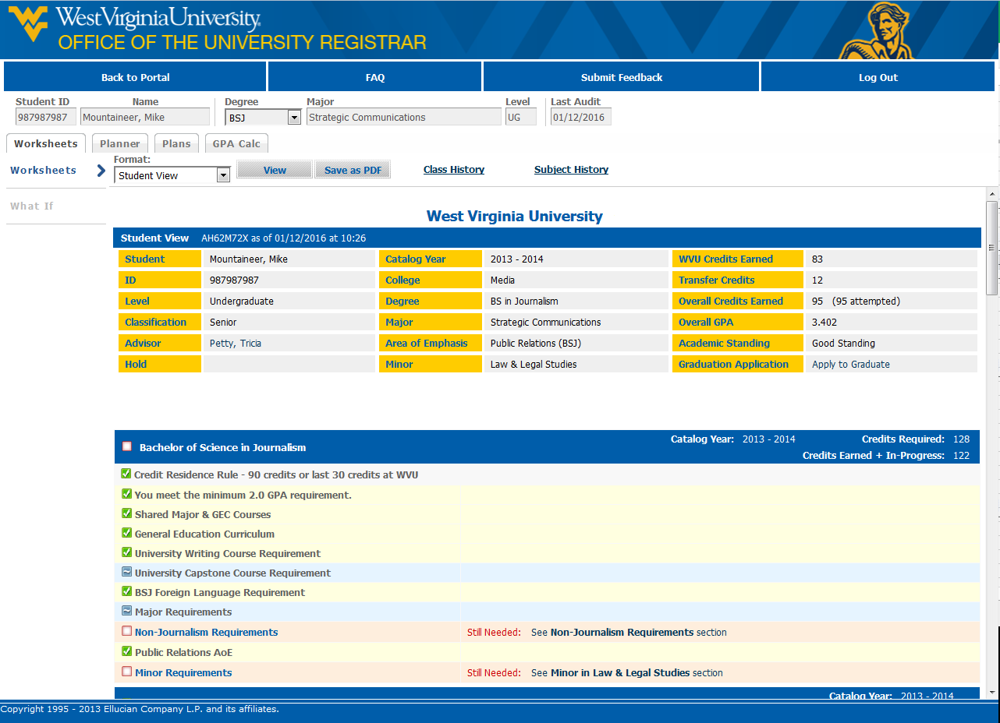 West Virginia University.
OFFICE OF THE UNIVERSITY REGISTRAR
Back to Portal FAQ Submit Feedback Log Out
Student ID Name Degree Major Level Last Audit
987987987 Mountaineer, Mike BSJ Strategic Communications UG 01/12/2016
Worksheets Planner Plans GPA Calc
Format:
Worksheets Student View View Save as PDF Class History Subject History
What If
West Virginia University
Student View AH62M72X as of 01/12/2016 at 10:26
Student Mountaineer, Mike Catalog Year 2013 - 2014 WVU Credits Earned 83
ID 987987987 College Media Transfer Credits 12
Level Undergraduate Degree BS in Journalism Overall Credits Earned 95 (95 attempted)
Classification Senior Major Strategic Communications Overall GPA 3.402
Advisor Petty, Tricia Area of Emphasis Public Relations (BSJ) Academic Standing Good Standing
Hold Minor Law & Legal Studies Graduation Application Apply to Graduate
Catalog Year: 2013 - 2014 Credits Required: 128
Bachelor of Science in Journalism
Credits Earned + In-Progress: 122
Credit Residence Rule - 90 credits or last 30 credits at WVU
You meet the minimum 2.0 GPA requirement.
Shared Major & GEC Courses
General Education Curriculum
University Writing Course Requirement
University Capstone Course Requirement
BSJ Foreign Language Requirement
Major Requirements
Non-Journalism Requirements Still Needed: See Non-Journalism Requirements section
Public Relations AoE
Minor Requirements Still Needed: See Minor in Law & Legal Studies section
Catalog Year: 2013 - 2014
Copyright 1995 - 2013 Ellucian Company L.P. and its affiliates.